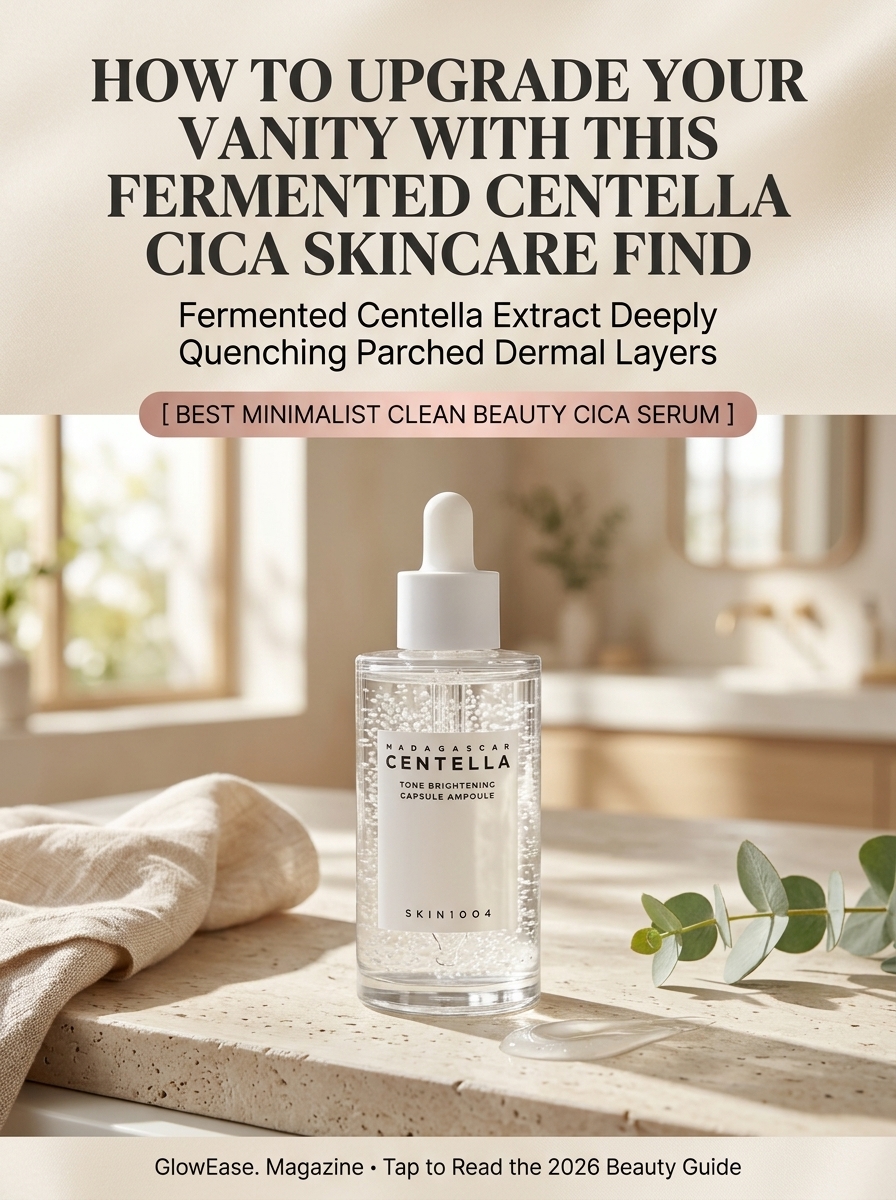 HOW TO UPGRADE YOUR
VANITY WITH THIS
FERMENTED CENTELLA
CICA SKINCARE FIND
Fermented Centella Extract Deeply
Quenching Parched Dermal Layers
[ BEST MINIMALIST CLEAN BEAUTY CICA SERUM ]
MADAGASCAR
CENTELLA
TONE BRIGHTENING
CAPSULE AMPOULE
SKIN1004
GlowEase. Magazine • Tap to Read the 2026 Beauty Guide